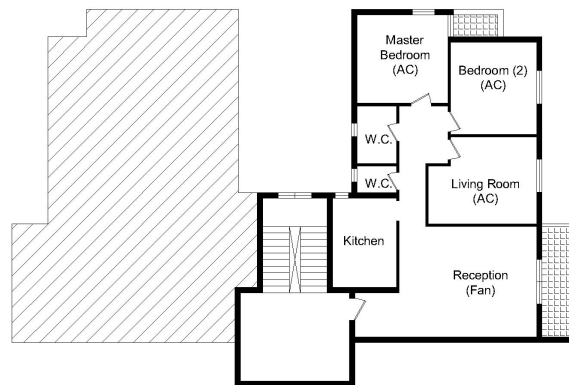 Master
Bedroom
(AC)
Bedroom (2)
(AC)
W.C.
W.C.
Living Room
(AC)
Kitchen
Reception
(Fan)